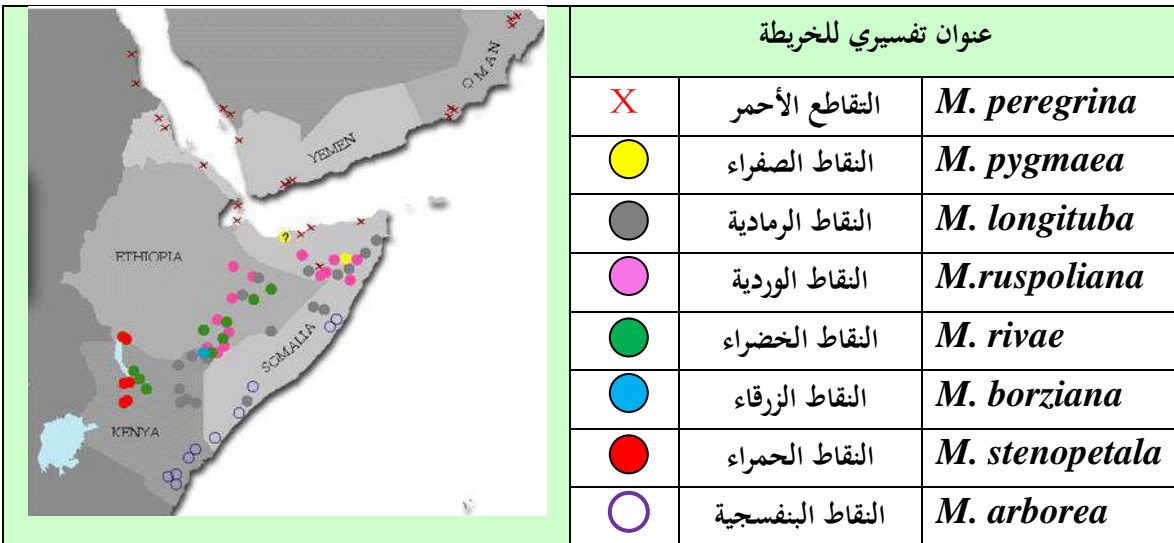 عنوان تفسيري للخريطة
X التقاطع الأحمر M. peregrina
النقاط الصفراء M. pygmaea
النقاط الرمادية M. longituba
النقاط الوردية M.ruspoliana
النقاط الخضراء M. rivae
النقاط الزرقاء M. borziana
النقاط الحمراء M. stenopetala
النقاط البنفسجية M. arborea
OMAN
YEMEN
?
ETHIOPIA
SOMALIA
KENYA